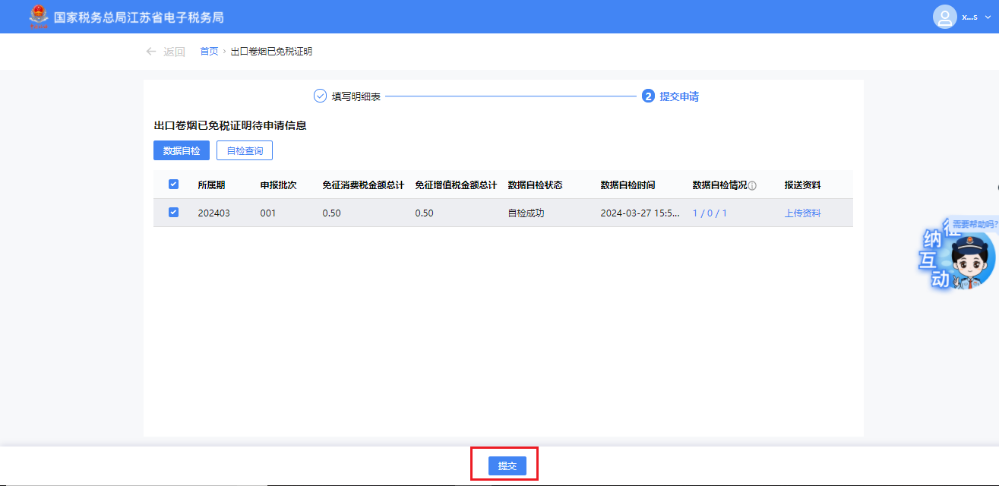 国家税务总局江苏省电子税务局
x...s
返回 首页 › 出口卷烟已免税证明
填写明细表 2 提交申请
出口卷烟已免税证明待申请信息
数据自检 自检查询
所属期 申报批次 免征消费税金额总计 免征增值税金额总计 数据自检状态 数据自检时间 数据自检情况 报送资料
202403 001 0.50 0.50 自检成功 2024-03-27 15:5... 1 / 0 / 1 上传资料
需要帮助吗?
征
纳
互
动
提交